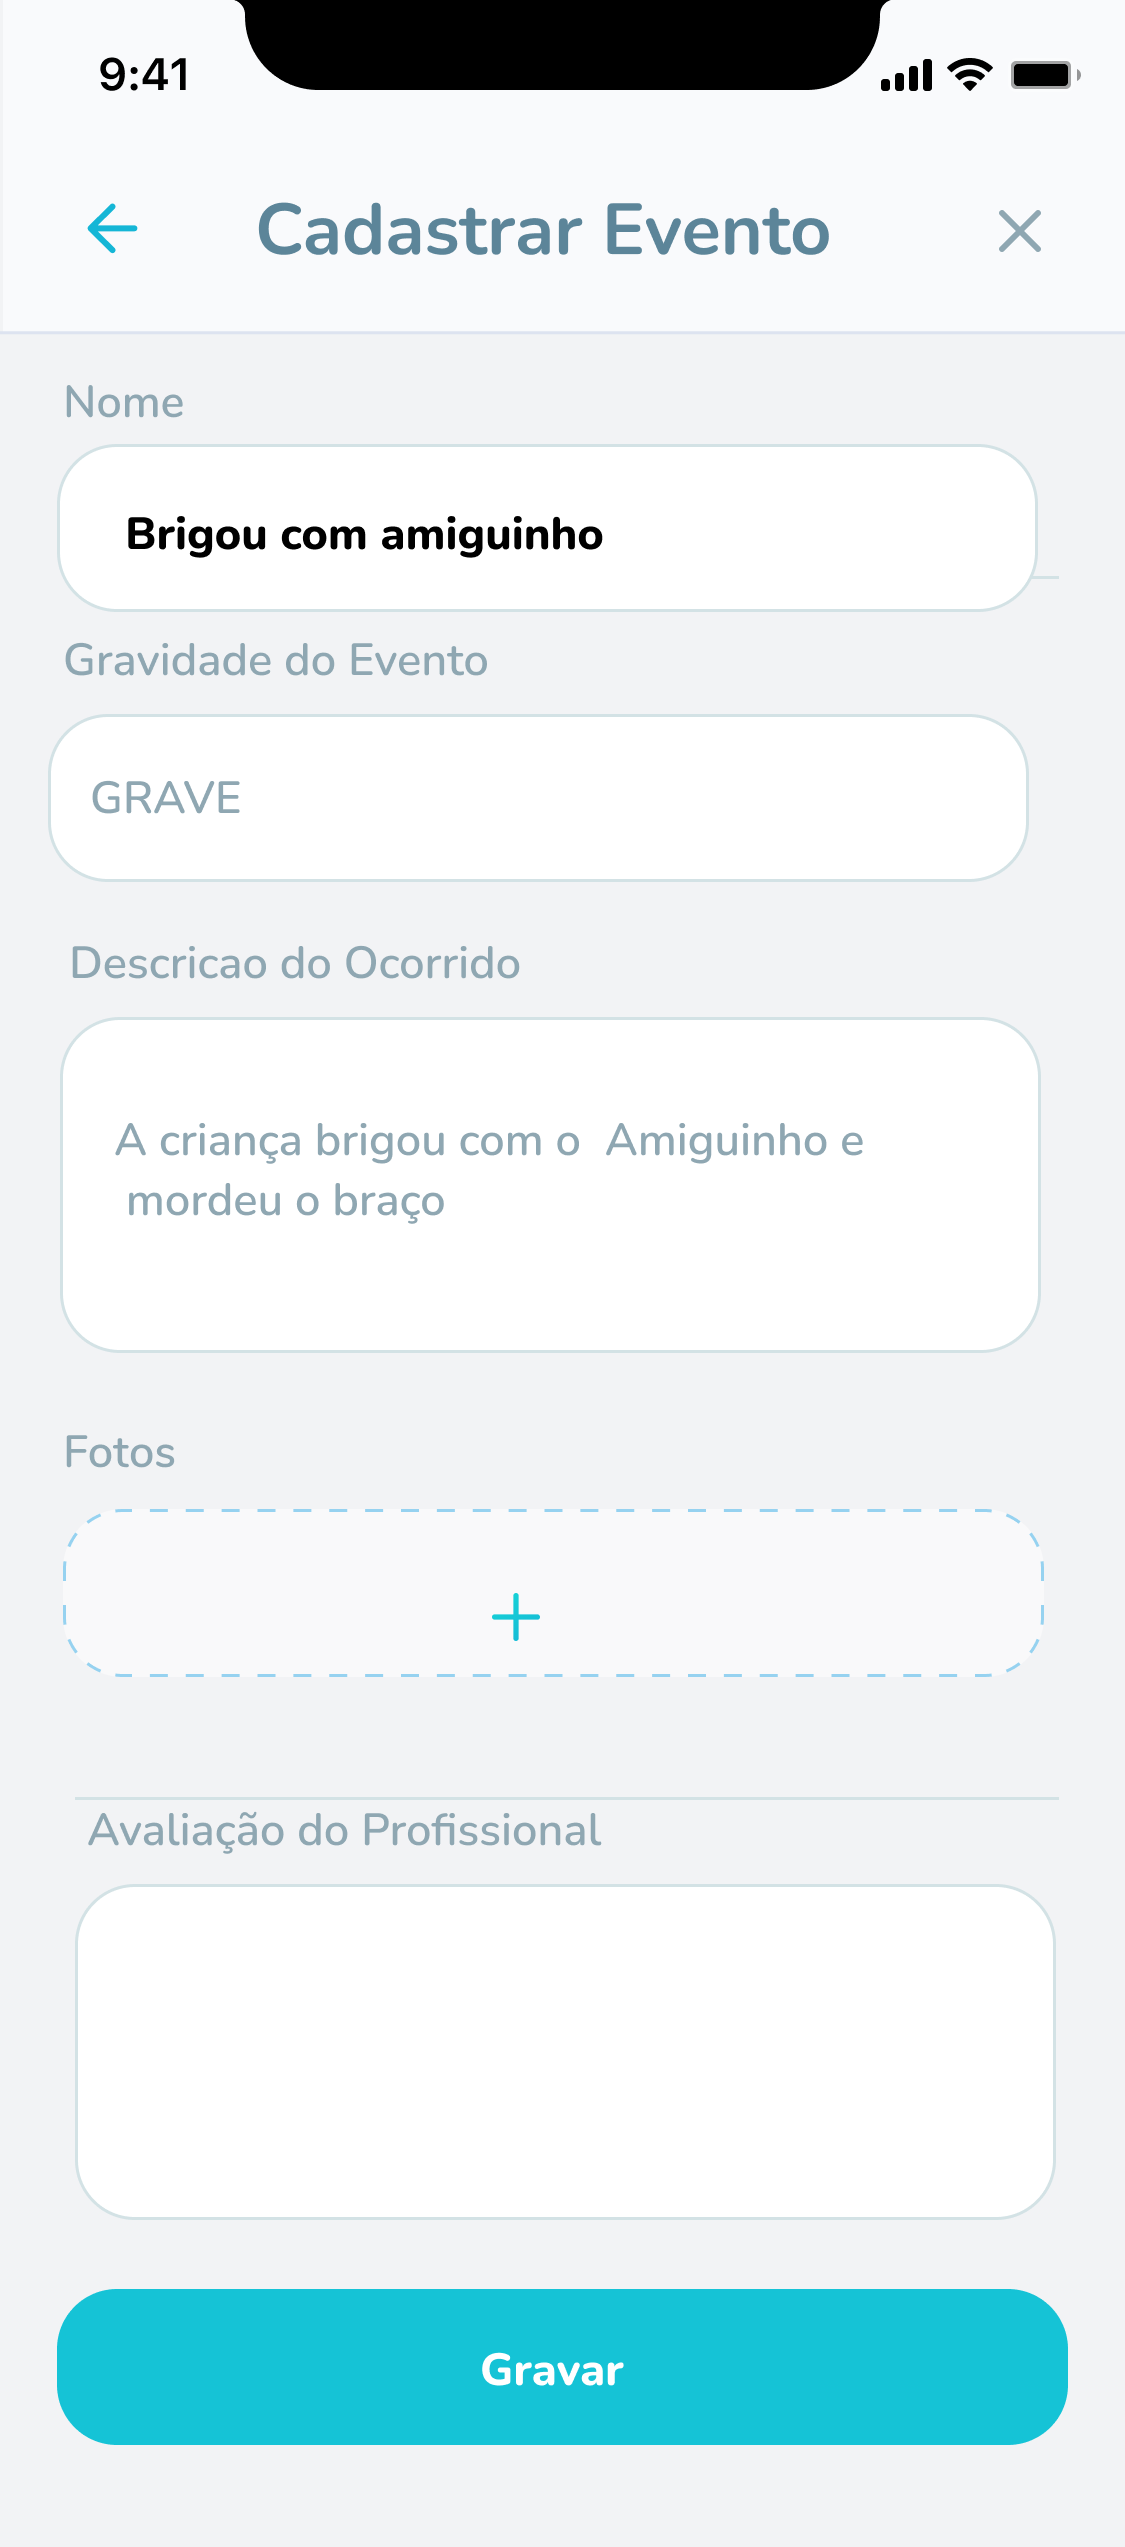 9:41
Cadastrar Evento
Nome
Brigou com amiguinho
Gravidade do Evento
GRAVE
Descricao do Ocorrido
A criança brigou com o  Amiguinho e
mordeu o braço
Fotos
Avaliação do Profissional
Gravar